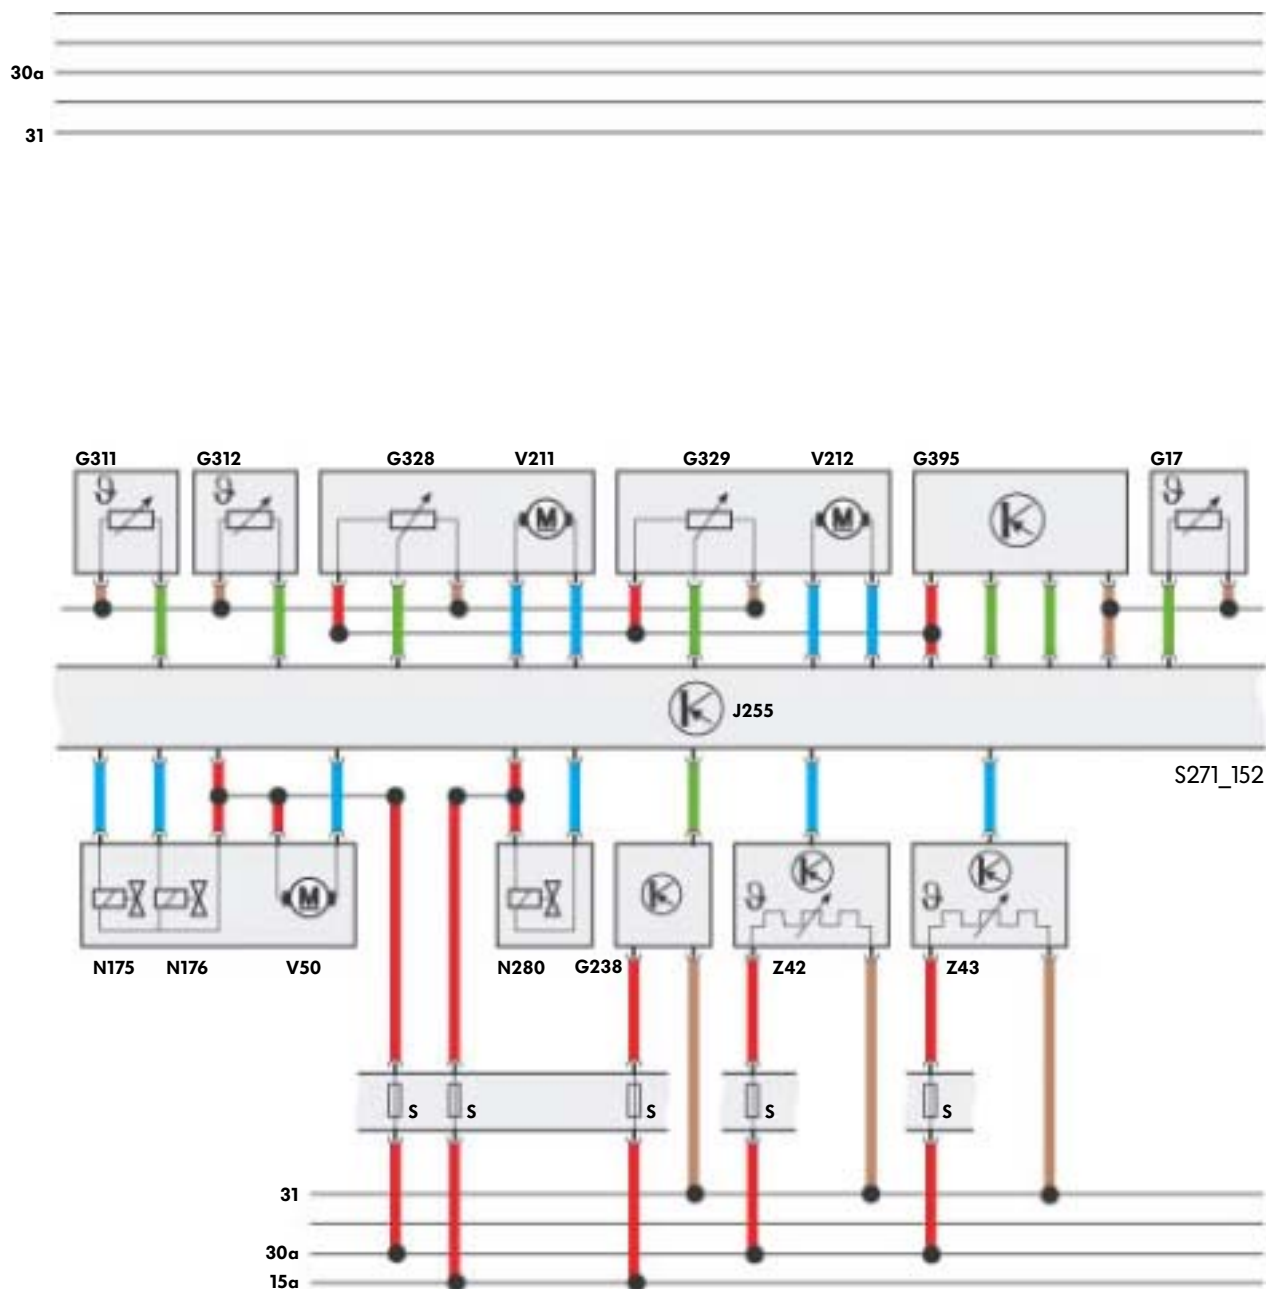 30a
31
G311 G312 G328 V211 G329 V212 G395 G17
ϑ ϑ ϑ
M M
J255
S271_152
ϑ ϑ
M
N175 N176 V50 N280 G238 Z42 Z43
S S S S S
31
30a
15a